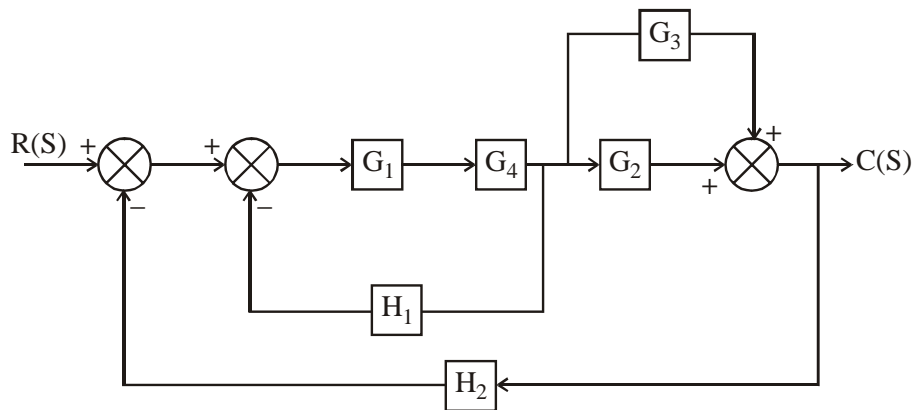 G₃
R(S) + + G₁ G₄ G₂ + + C(S)
− −
H₁
H₂